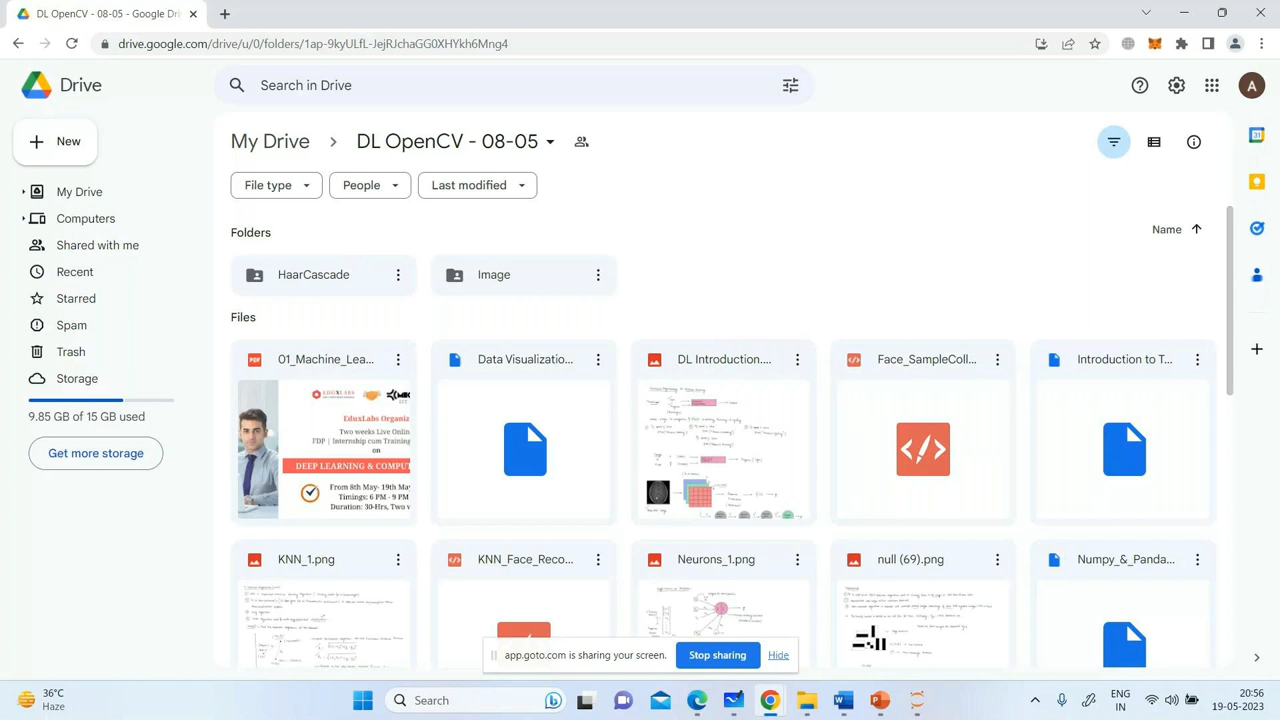 DL OpenCV - 08-05 - Google Dri
drive.google.com/drive/u/0/folders/1ap-9kyULfL-JejRJchaGG0XHYkh6Mng4
Drive
Search in Drive
A
New
My Drive
Computers
Shared with me
Recent
Starred
Spam
Trash
Storage
9.85 GB of 15 GB used
Get more storage
My Drive > DL OpenCV - 08-05
File type
People
Last modified
Folders
Name
HaarCascade
Image
Files
01_Machine_Lea...
Data Visualizatio...
DL Introduction....
Face_SampleColl...
Introduction to T...
EduxLabs Organiz
Two weeks Live Online
FDP | Internship cum Training
on
DEEP LEARNING & COMPU
From 8th May- 19th May
Timings: 6 PM - 9 PM
Duration: 30-Hrs, Two w
KNN_1.png
KNN_Face_Reco...
Neurons_1.png
null (69).png
Numpy_&_Panda...
is sharing your screen.
Stop sharing
Hide
36°C
Haze
Search
ENG
IN
20:56
19-05-2023
31